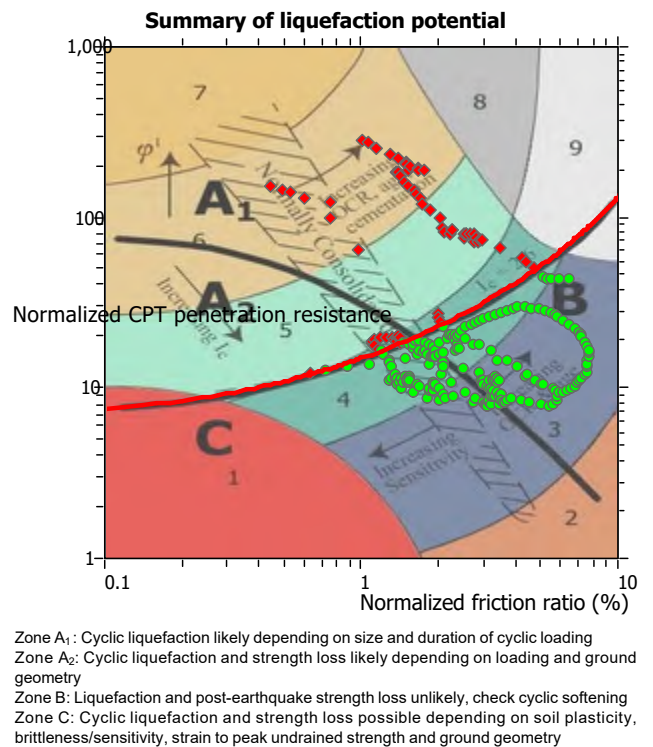 Summary of liquefaction potential
1,000
7
8
φ'
9
Increasing
OCR, age
cementation
A₁
Normally Consolidated
100
6
A₂
B
Normalized CPT penetration resistance
Increasing Ic
5
10
4
C
3
Increasing
Sensitivity
1
2
1
0.1
1
10
Normalized friction ratio (%)
Zone A₁: Cyclic liquefaction likely depending on size and duration of cyclic loading
Zone A₂: Cyclic liquefaction and strength loss likely depending on loading and ground
geometry
Zone B: Liquefaction and post-earthquake strength loss unlikely, check cyclic softening
Zone C: Cyclic liquefaction and strength loss possible depending on soil plasticity,
brittleness/sensitivity, strain to peak undrained strength and ground geometry